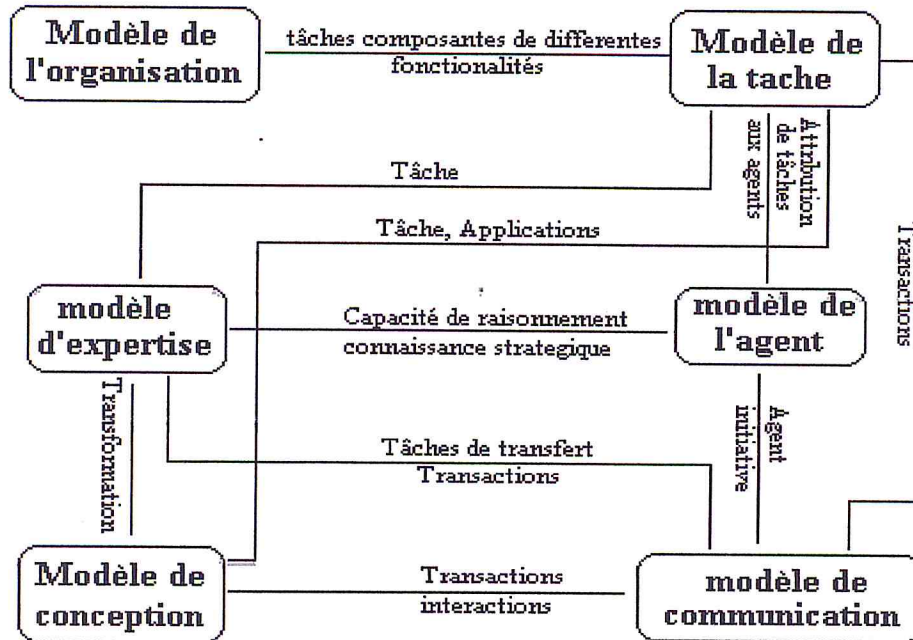 Modèle de
l'organisation
tâches composantes de differentes
fonctionalités
Modèle de
la tache
Attribution
de tâches
aux agents
Tâche
Tâche, Applications
Transactions
modèle
d'expertise
Capacité de raisonnement
connaissance strategique
modèle de
l'agent
Transformation
Tâches de transfert
Transactions
Agent
initiative
Modèle de
conception
Transactions
interactions
modèle de
communication